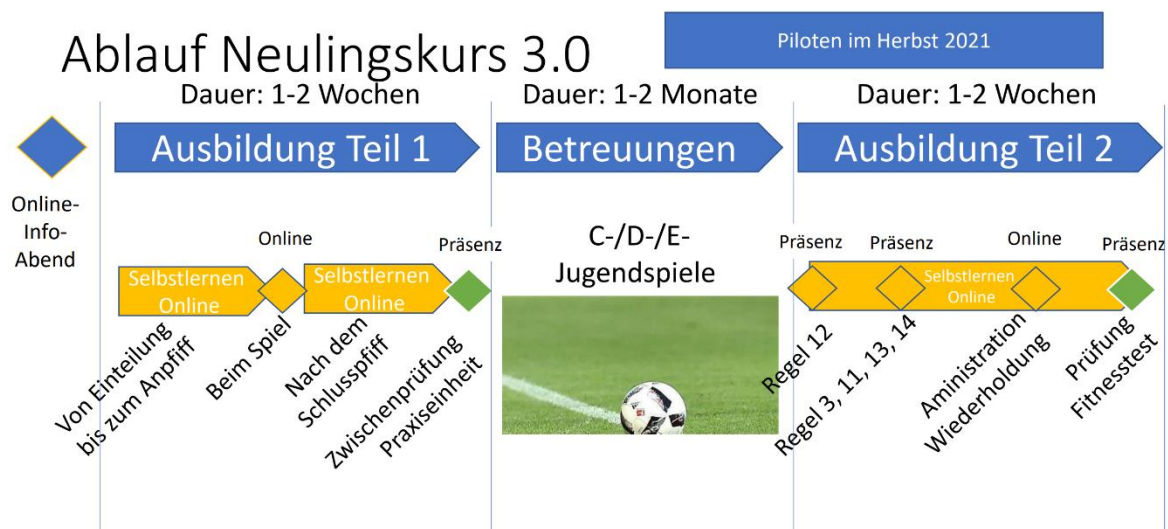 Ablauf Neulingskurs 3.0
Piloten im Herbst 2021
Dauer: 1-2 Wochen
Dauer: 1-2 Monate
Dauer: 1-2 Wochen
Ausbildung Teil 1
Betreuungen
Ausbildung Teil 2
Online-
Info-
Abend
Online
Präsenz
Selbstlernen
Online
Selbstlernen
Online
Von Einteilung
bis zum Anpfiff
Beim Spiel
Nach dem
Schlusspfiff
Zwischenprüfung
Praxiseinheit
C-/D-/E-
Jugendspiele
Präsenz
Präsenz
Online
Präsenz
Selbstlernen
Online
Regel 12
Regel 3, 11, 13, 14
Aministration
Wiederholdung
Prüfung
Fitnesstest